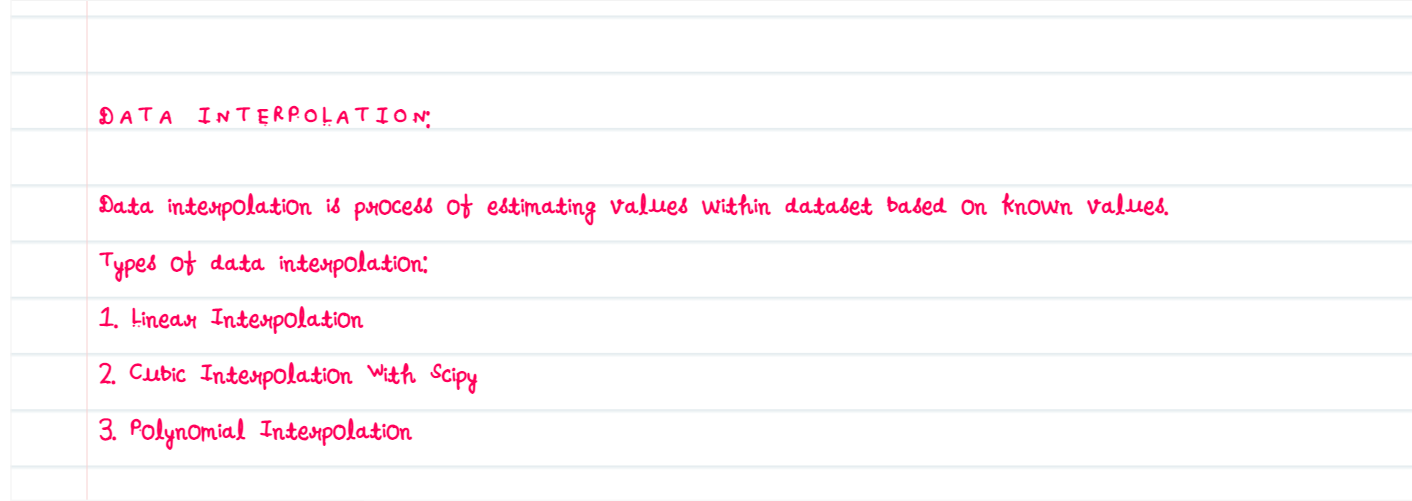 DATA INTERPOLATION:
Data interpolation is process of estimating values within dataset based on known values.
Types of data interpolation:
1. Linear Interpolation
2. Cubic Interpolation With Scipy
3. Polynomial Interpolation